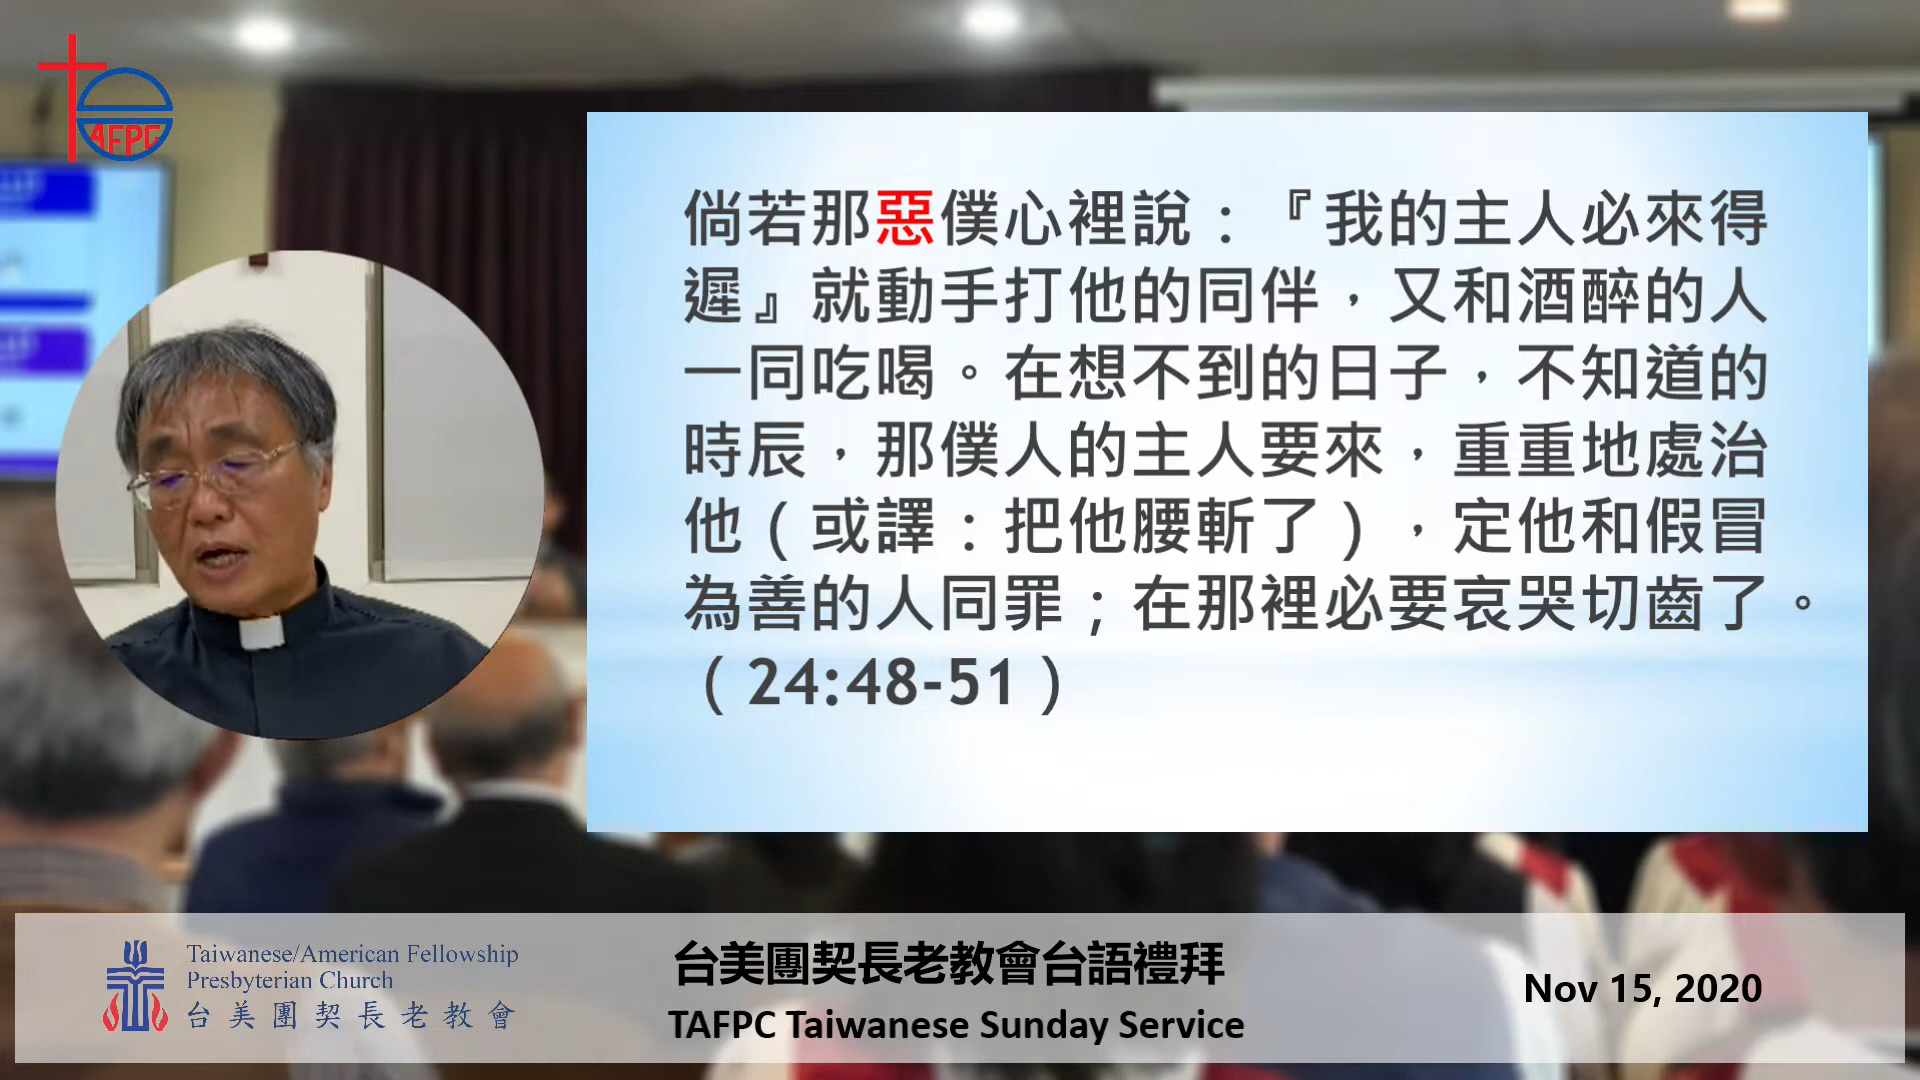 AFPC
倘若那惡僕心裡說：『我的主人必來得
遲』就動手打他的同伴，又和酒醉的人
一同吃喝。在想不到的日子，不知道的
時辰，那僕人的主人要來，重重地處治
他（或譯：把他腰斬了），定他和假冒
為善的人同罪；在那裡必要哀哭切齒了。
（24:48-51）
Taiwanese/American Fellowship
Presbyterian Church
台美團契長老教會
台美團契長老教會台語禮拜
TAFPC Taiwanese Sunday Service
Nov 15, 2020